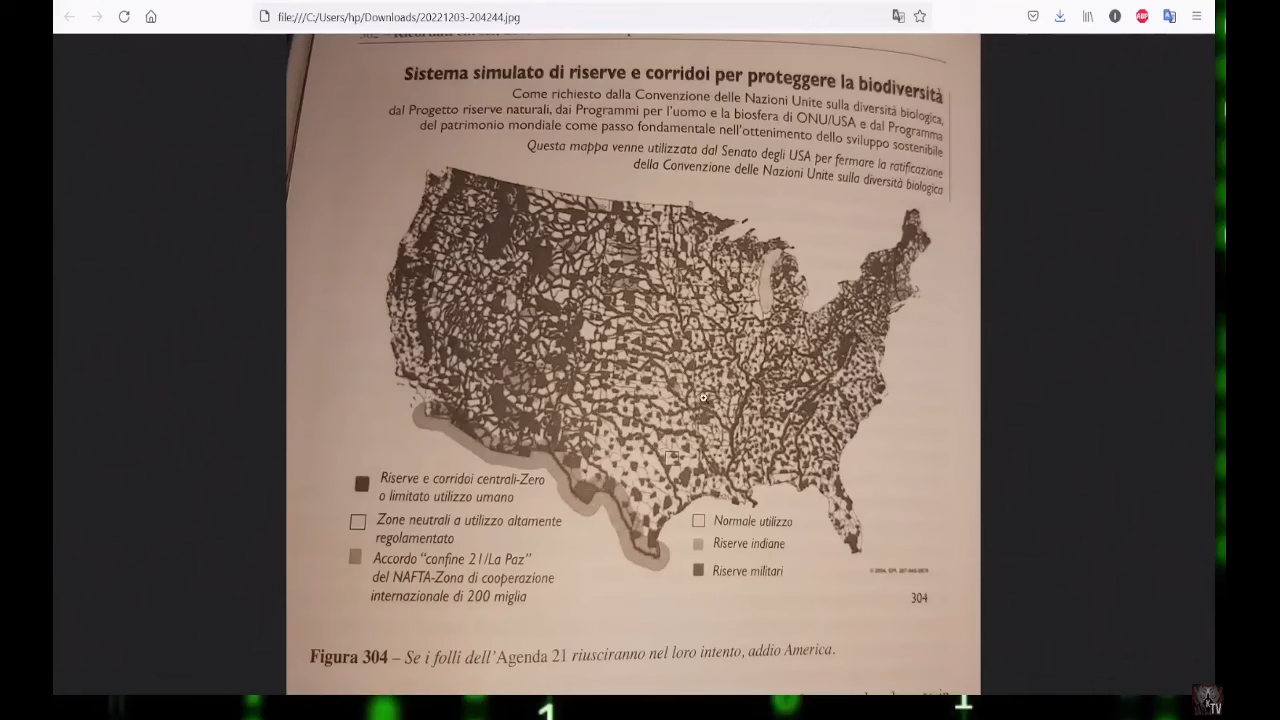 file:///C:/Users/hp/Downloads/20221203-204244.jpg
Sistema simulato di riserve e corridoi per proteggere la biodiversità
Come richiesto dalla Convenzione delle Nazioni Unite sulla diversità biologica,
dal Progetto riserve naturali, dai Programmi per l'uomo e la biosfera di ONU/USA e dal Programma
del patrimonio mondiale come passo fondamentale nell'ottenimento dello sviluppo sostenibile
Questa mappa venne utilizzata dal Senato degli USA per fermare la ratificazione
della Convenzione delle Nazioni Unite sulla diversità biologica
Riserve e corridoi centrali-Zero
o limitato utilizzo umano
Zone neutrali a utilizzo altamente
regolamentato
Accordo "confine 21/La Paz"
del NAFTA-Zona di cooperazione
internazionale di 200 miglia
Normale utilizzo
Riserve indiane
Riserve militari
304
Figura 304 – Se i folli dell'Agenda 21 riusciranno nel loro intento, addio America.
1
1
TV